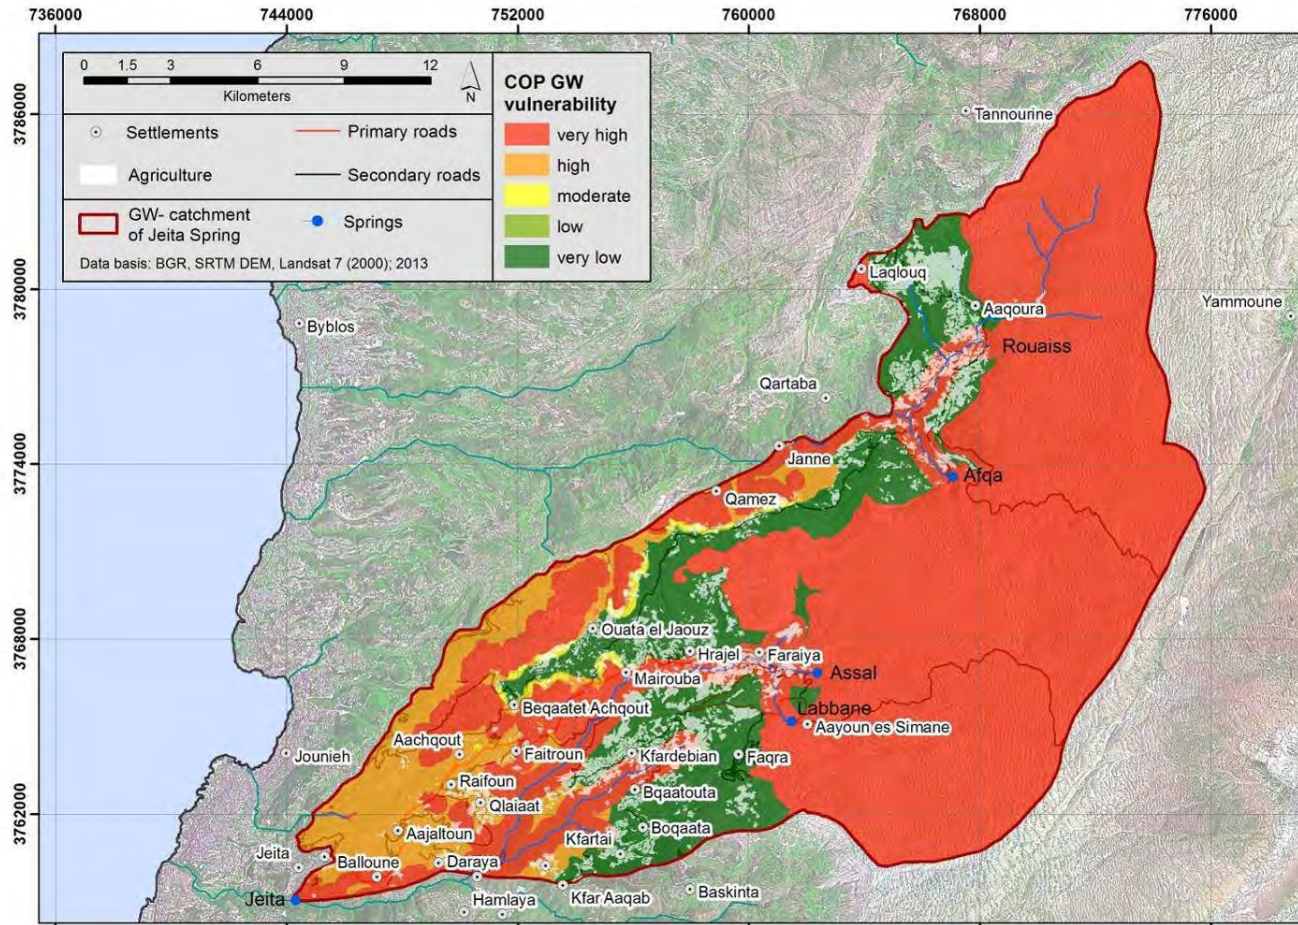 736000 744000 752000 760000 768000 776000
0 1.5 3 6 9 12
Kilometers
N
Settlements
Primary roads
Agriculture
Secondary roads
GW- catchment
of Jeita Spring
Springs
Data basis: BGR, SRTM DEM, Landsat 7 (2000); 2013
COP GW
vulnerability
very high
high
moderate
low
very low
3786000
3780000
3774000
3768000
3762000
Tannourine
Laqlouq
Aaqoura
Yammoune
Byblos
Rouaiss
Qartaba
Janne
Afqa
Qamez
Ouata el Jaouz
Hrajel
Faraiya
Mairouba
Assal
Beqaatet Achqout
Labbane
Aayoun es Simane
Aachqout
Jounieh
Faitroun
Kfardebian
Faqra
Raifoun
Bqaatouta
Qlaiaat
Aajaltoun
Boqaata
Kfartai
Jeita
Balloune
Daraya
Jeita
Hamlaya
Kfar Aaqab
Baskinta